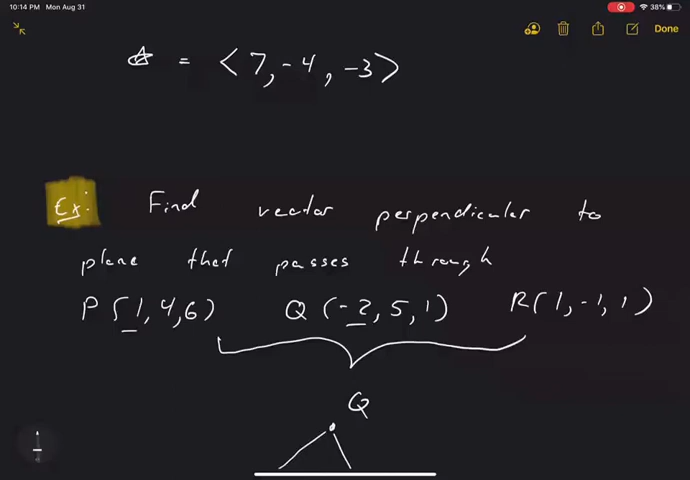 10:14 PM Mon Aug 31
38%
Done
☆ = <7, -4, -3>
Ex: Find vector perpendicular to
plane that passes through
P(1,4,6) Q(-2,5,1) R(1,-1,1)
Q